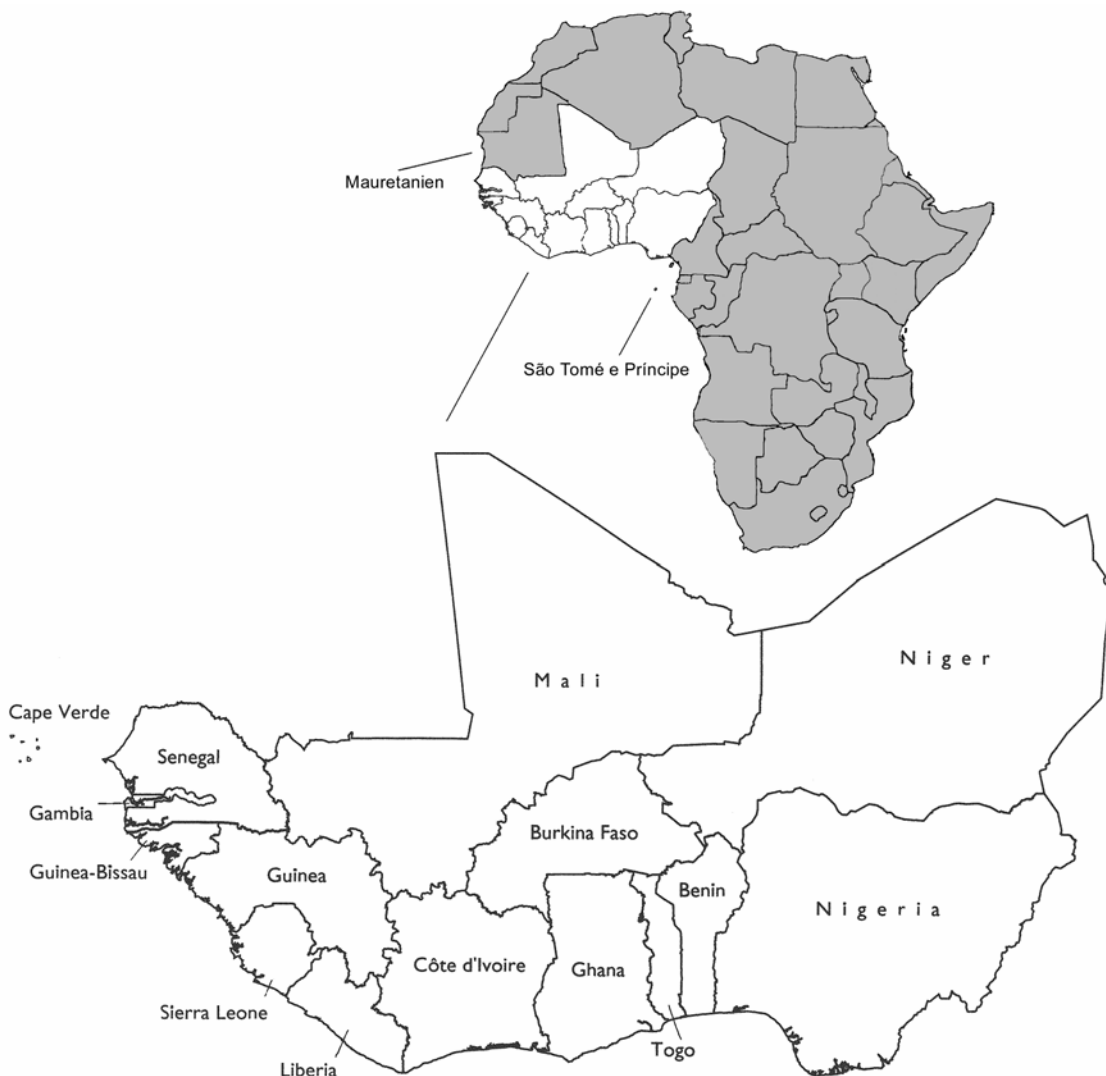 Mauretanien
São Tomé e Príncipe
Niger
Mali
Cape Verde
Senegal
Gambia
Burkina Faso
Guinea-Bissau
Guinea
Benin
Nigeria
Côte d'Ivoire
Ghana
Sierra Leone
Togo
Liberia